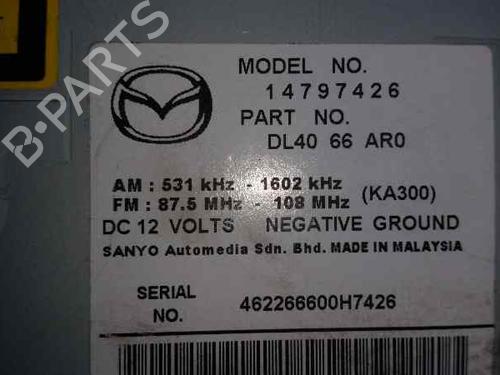 MODEL NO.
14797426
PART NO.
DL40 66 AR0
AM : 531 kHz - 1602 kHz
FM : 87.5 MHz - 108 MHz (KA300)
DC 12 VOLTS NEGATIVE GROUND
SANYO Automedia Sdn. Bhd. MADE IN MALAYSIA
SERIAL NO. 462266600H7426
B-PARTS